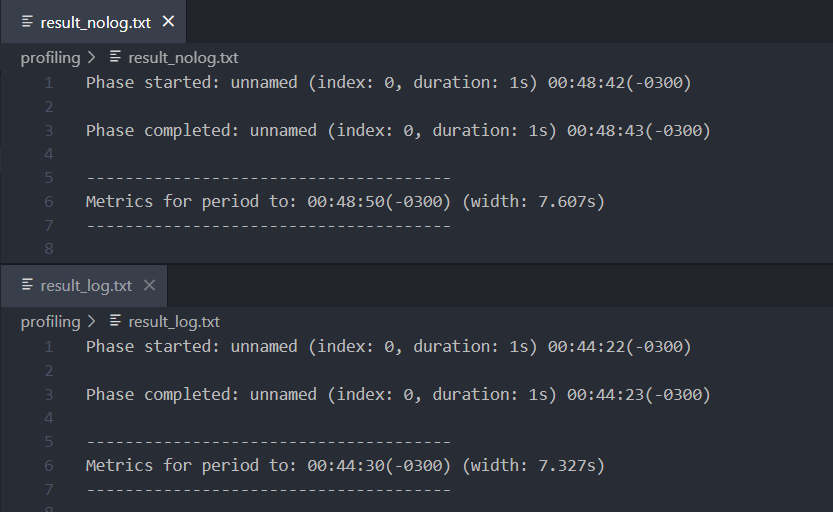 result_nolog.txt ×
profiling > result_nolog.txt
1 Phase started: unnamed (index: 0, duration: 1s) 00:48:42(-0300)
2
3 Phase completed: unnamed (index: 0, duration: 1s) 00:48:43(-0300)
4
5 --------------------------------------
6 Metrics for period to: 00:48:50(-0300) (width: 7.607s)
7 --------------------------------------
8
result_log.txt ×
profiling > result_log.txt
1 Phase started: unnamed (index: 0, duration: 1s) 00:44:22(-0300)
2
3 Phase completed: unnamed (index: 0, duration: 1s) 00:44:23(-0300)
4
5 --------------------------------------
6 Metrics for period to: 00:44:30(-0300) (width: 7.327s)
7 --------------------------------------
8